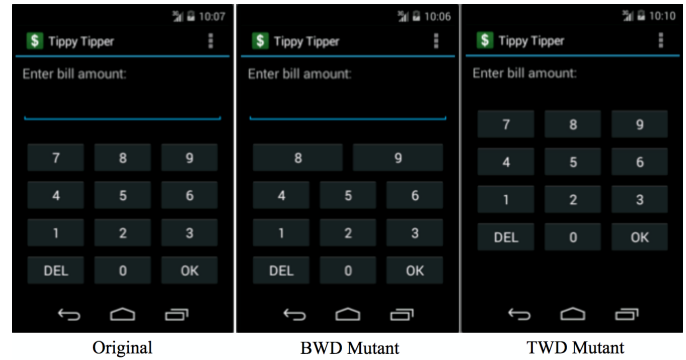 10:07
$ Tippy Tipper
Enter bill amount:
7 8 9
4 5 6
1 2 3
DEL 0 OK
Original
10:06
$ Tippy Tipper
Enter bill amount:
8 9
4 5 6
1 2 3
DEL 0 OK
BWD Mutant
10:10
$ Tippy Tipper
Enter bill amount:
7 8 9
4 5 6
1 2 3
DEL 0 OK
TWD Mutant